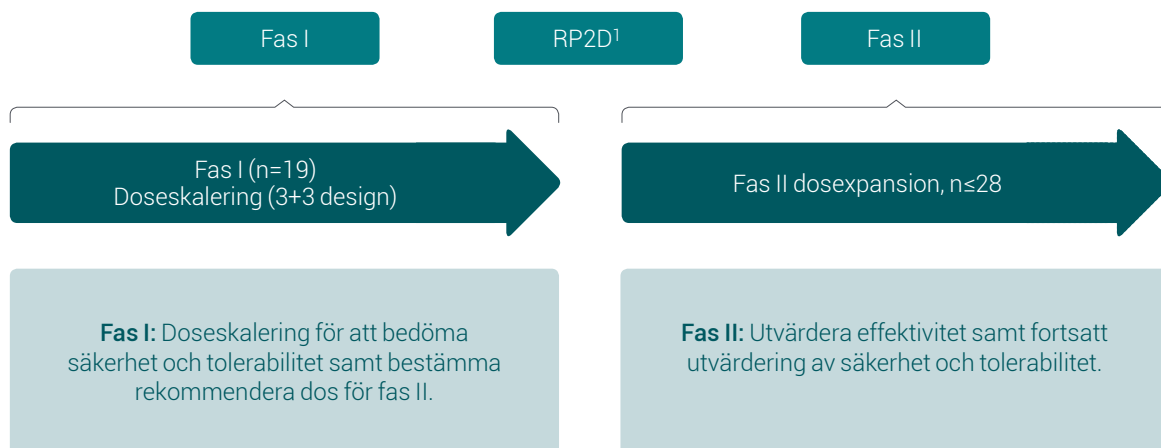 Fas I
RP2D¹
Fas II
Fas I (n=19)
Doseskalering (3+3 design)
Fas II dosexpansion, n≤28
Fas I: Doseskalering för att bedöma
säkerhet och tolerabilitet samt bestämma
rekommendera dos för fas II.
Fas II: Utvärdera effektivitet samt fortsatt
utvärdering av säkerhet och tolerabilitet.